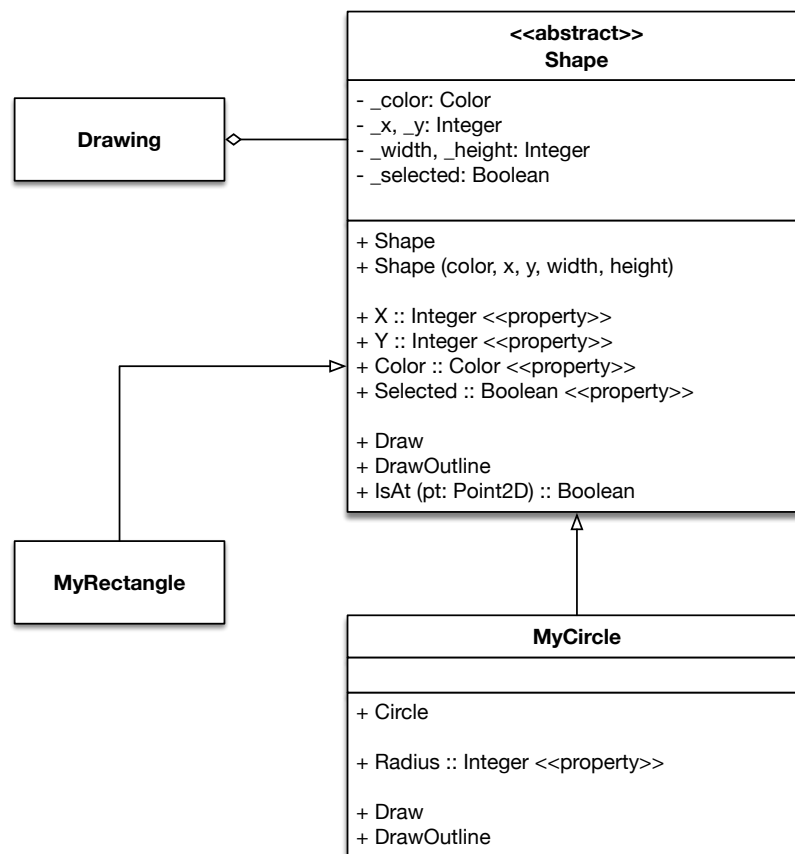 <<abstract>>
Shape
- _color: Color
- _x, _y: Integer
- _width, _height: Integer
- _selected: Boolean
+ Shape
+ Shape (color, x, y, width, height)
+ X :: Integer <<property>>
+ Y :: Integer <<property>>
+ Color :: Color <<property>>
+ Selected :: Boolean <<property>>
+ Draw
+ DrawOutline
+ IsAt (pt: Point2D) :: Boolean
Drawing
MyRectangle
MyCircle
+ Circle
+ Radius :: Integer <<property>>
+ Draw
+ DrawOutline